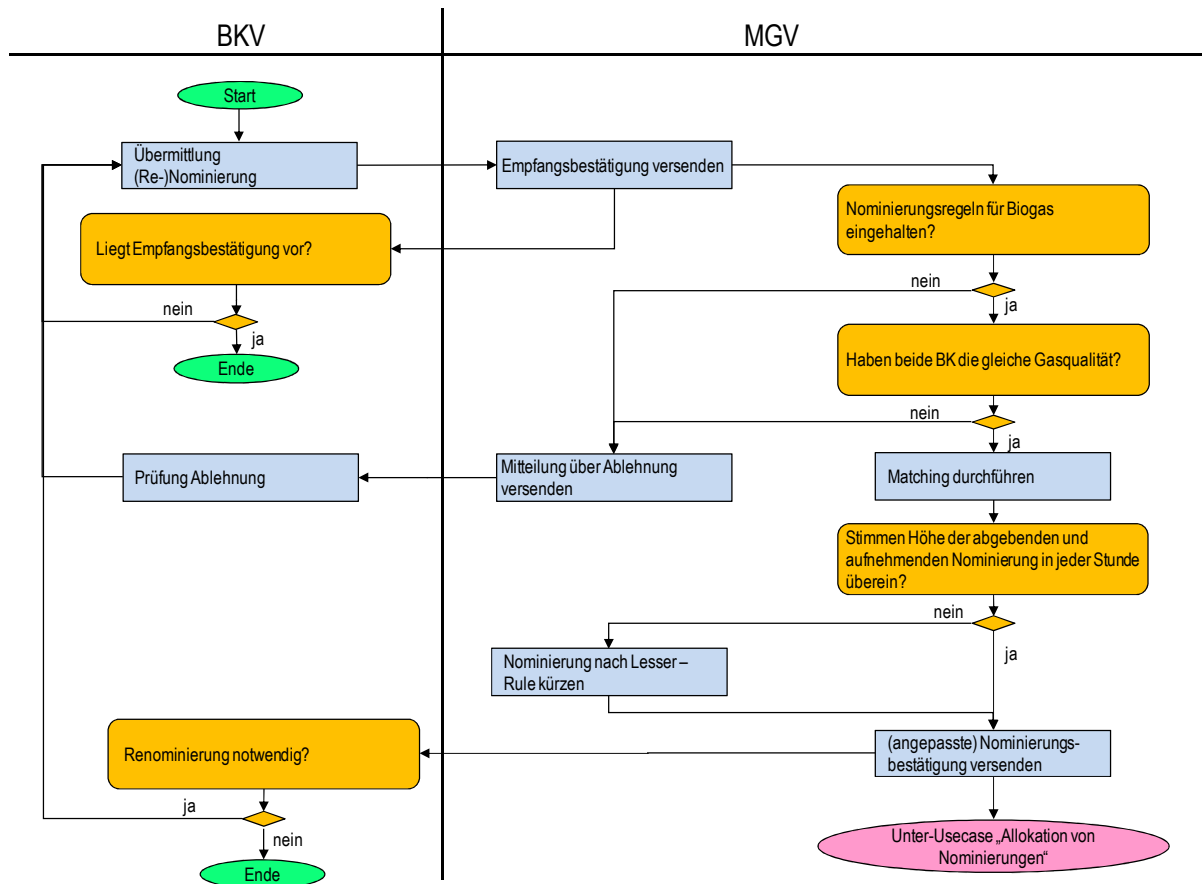 BKV
MGV
Start
Übermittlung
(Re-)Nominierung
Empfangsbestätigung versenden
Nominierungsregeln für Biogas
eingehalten?
Liegt Empfangsbestätigung vor?
nein
ja
nein
ja
Ende
Haben beide BK die gleiche Gasqualität?
nein
ja
Prüfung Ablehnung
Mitteilung über Ablehnung
versenden
Matching durchführen
Stimmen Höhe der abgebenden und
aufnehmenden Nominierung in jeder Stunde
überein?
nein
ja
Nominierung nach Lesser –
Rule kürzen
Renominierung notwendig?
(angepasste) Nominierungs-
bestätigung versenden
ja
nein
Ende
Unter-Usecase „Allokation von
Nominierungen“